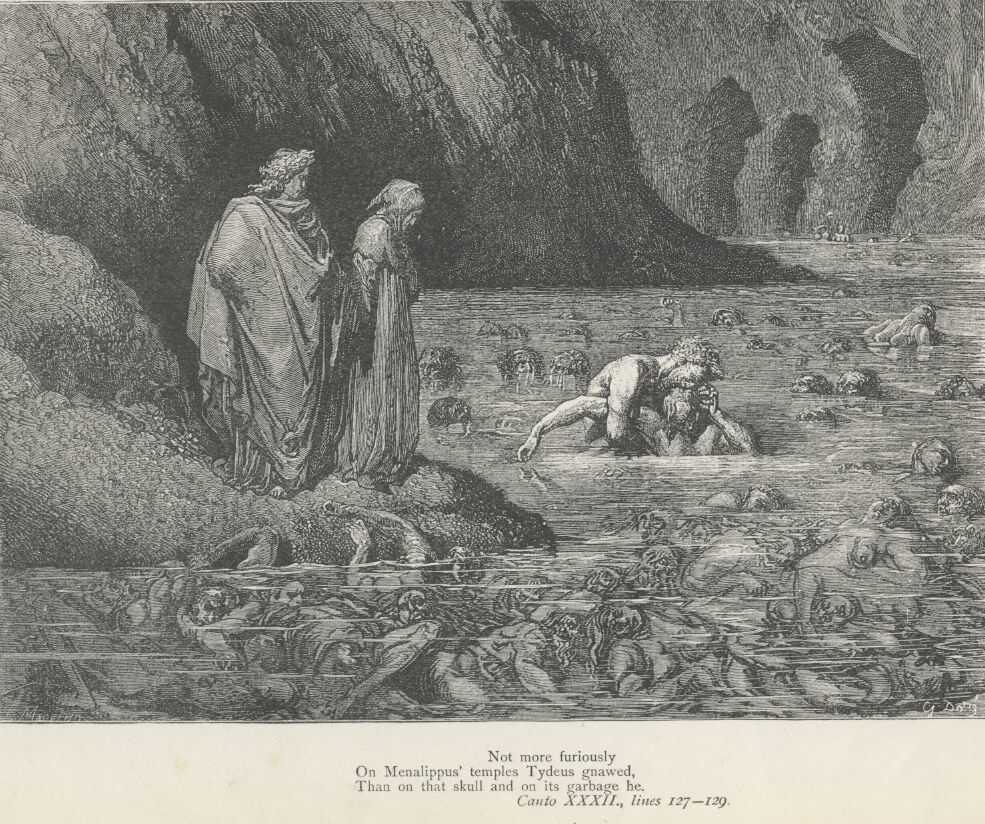 G. Doré
Not more furiously
On Menalippus' temples Tydeus gnawed,
Than on that skull and on its garbage he.
Canto XXXII., lines 127—129.